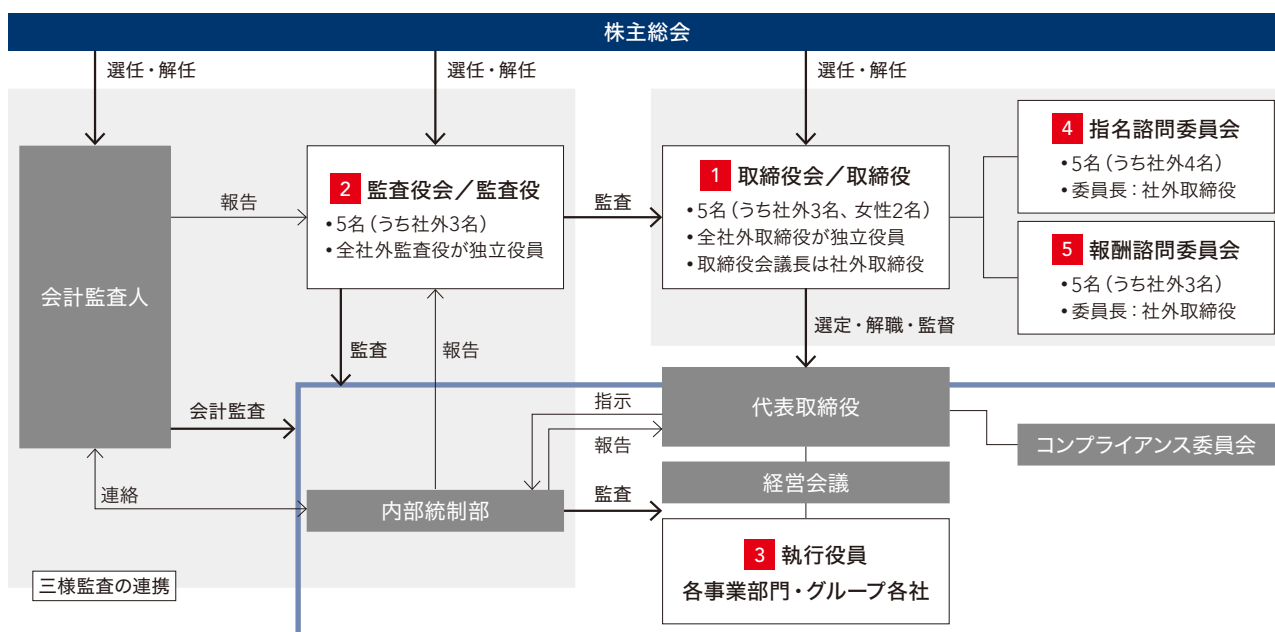 株主総会
選任・解任
選任・解任
選任・解任
会計監査人
報告
2 監査役会／監査役
•5名（うち社外3名）
•全社外監査役が独立役員
監査
1 取締役会／取締役
•5名（うち社外3名、女性2名）
•全社外取締役が独立役員
•取締役会議長は社外取締役
4 指名諮問委員会
•5名（うち社外4名）
•委員長：社外取締役
5 報酬諮問委員会
•5名（うち社外3名）
•委員長：社外取締役
選定・解職・監督
監査
報告
会計監査
指示
報告
代表取締役
コンプライアンス委員会
連絡
内部統制部
監査
経営会議
3 執行役員
各事業部門・グループ各社
三様監査の連携